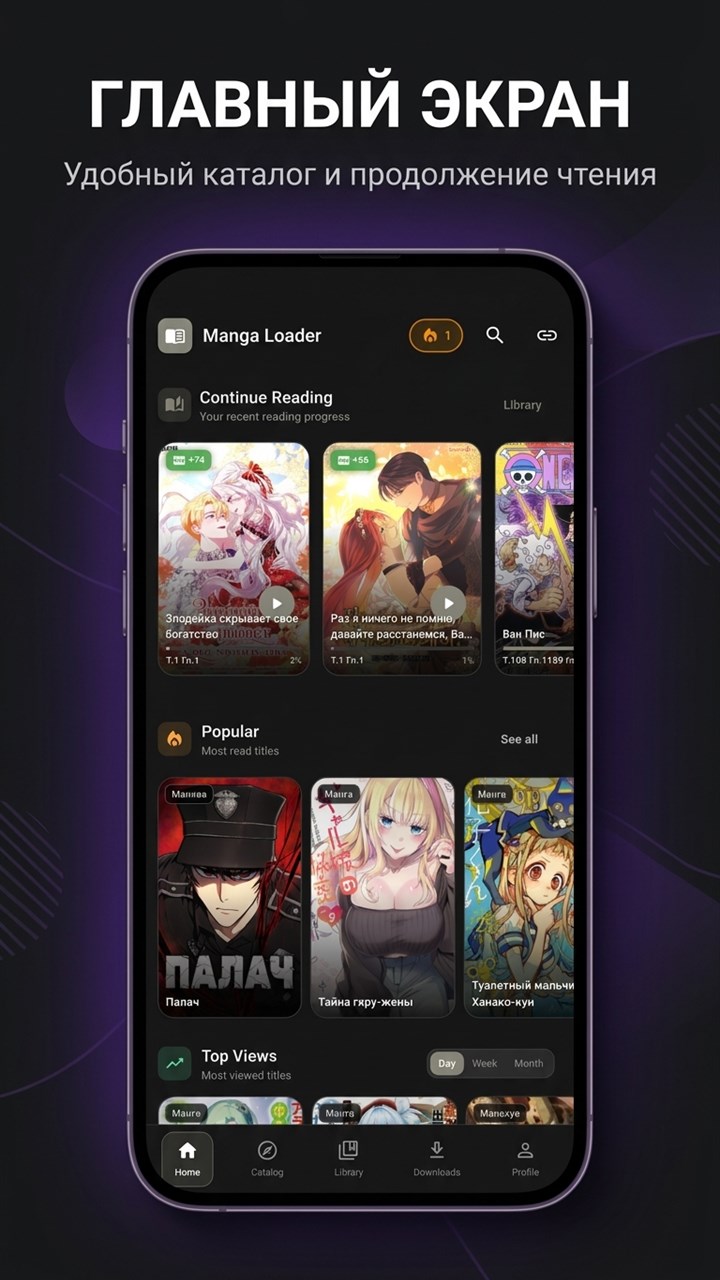 ГЛАВНЫЙ ЭКРАН
Удобный каталог и продолжение чтения
Manga Loader
1
Continue Reading
Your recent reading progress
Library
+74
+55
Злодейка скрывает свое
богатство
Т.1 Гл.1
2%
Раз я ничего не помню,
давайте расстанемся, Ва...
Т.1 Гл.1
1%
Ван Пис
Т.108 Гл.1189 гл
Popular
Most read titles
See all
Манхва
ПАЛАЧ
Палач
Манга
9
Тайна гяру-жены
Манга
Туалетный мальчи
Ханако-кун
Top Views
Most viewed titles
Day
Week
Month
Home
Catalog
Library
Downloads
Profile